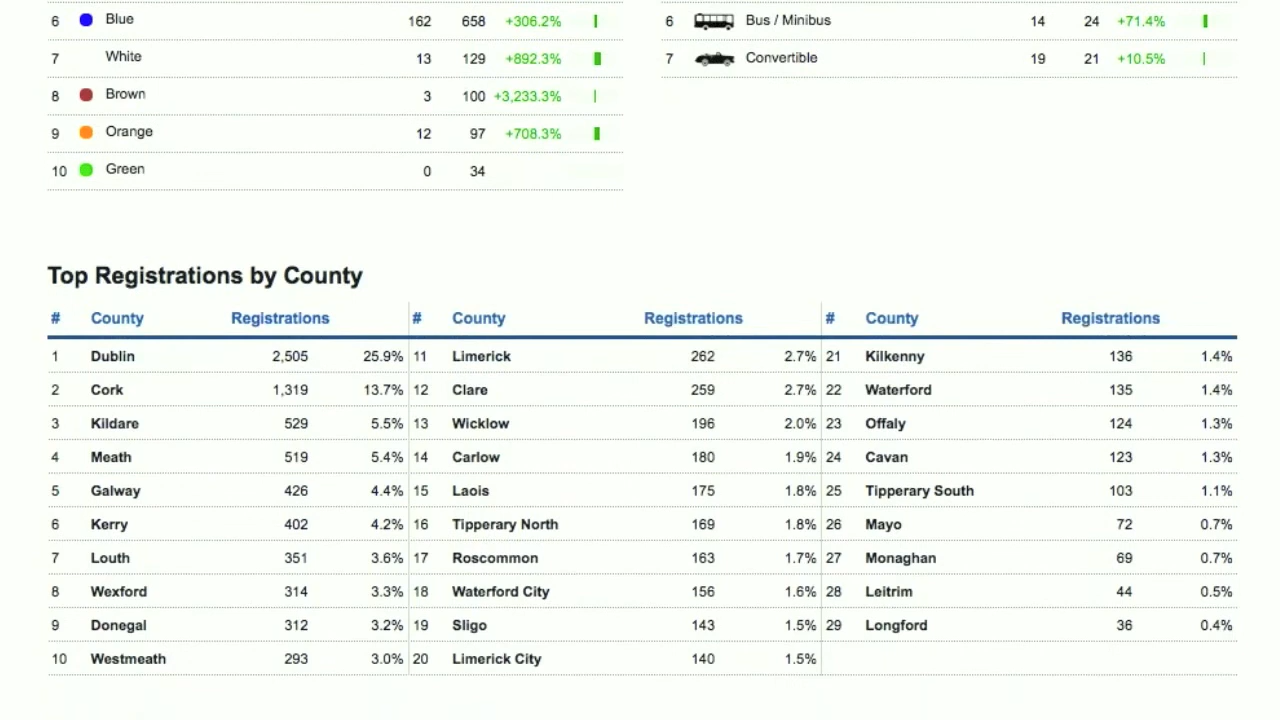 6 Blue 162 658 +306.2%
7 White 13 129 +892.3%
8 Brown 3 100 +3,233.3%
9 Orange 12 97 +708.3%
10 Green 0 34
6 Bus / Minibus 14 24 +71.4%
7 Convertible 19 21 +10.5%
Top Registrations by County
# County Registrations # County Registrations # County Registrations
1 Dublin 2,505 25.9% 11 Limerick 262 2.7% 21 Kilkenny 136 1.4%
2 Cork 1,319 13.7% 12 Clare 259 2.7% 22 Waterford 135 1.4%
3 Kildare 529 5.5% 13 Wicklow 196 2.0% 23 Offaly 124 1.3%
4 Meath 519 5.4% 14 Carlow 180 1.9% 24 Cavan 123 1.3%
5 Galway 426 4.4% 15 Laois 175 1.8% 25 Tipperary South 103 1.1%
6 Kerry 402 4.2% 16 Tipperary North 169 1.8% 26 Mayo 72 0.7%
7 Louth 351 3.6% 17 Roscommon 163 1.7% 27 Monaghan 69 0.7%
8 Wexford 314 3.3% 18 Waterford City 156 1.6% 28 Leitrim 44 0.5%
9 Donegal 312 3.2% 19 Sligo 143 1.5% 29 Longford 36 0.4%
10 Westmeath 293 3.0% 20 Limerick City 140 1.5%